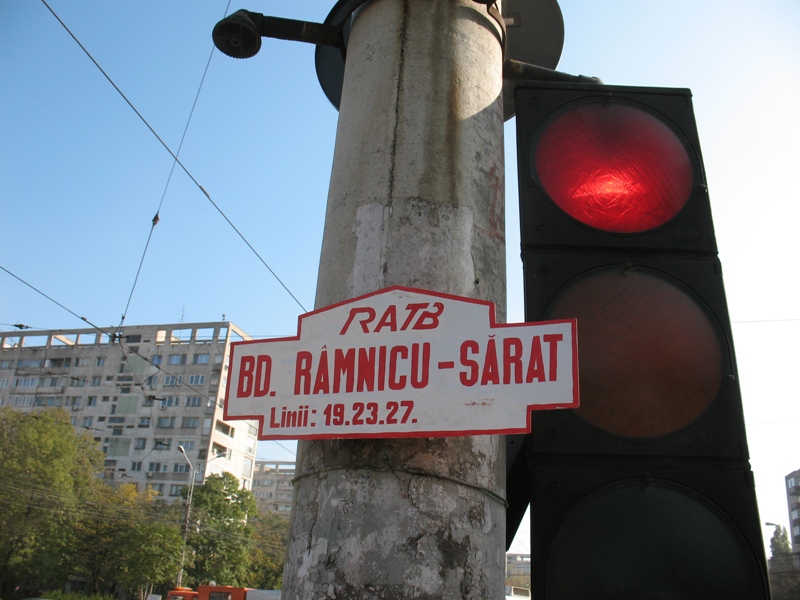 RATB
BD. RÂMNICU-SĂRAT
Linii: 19.23.27.